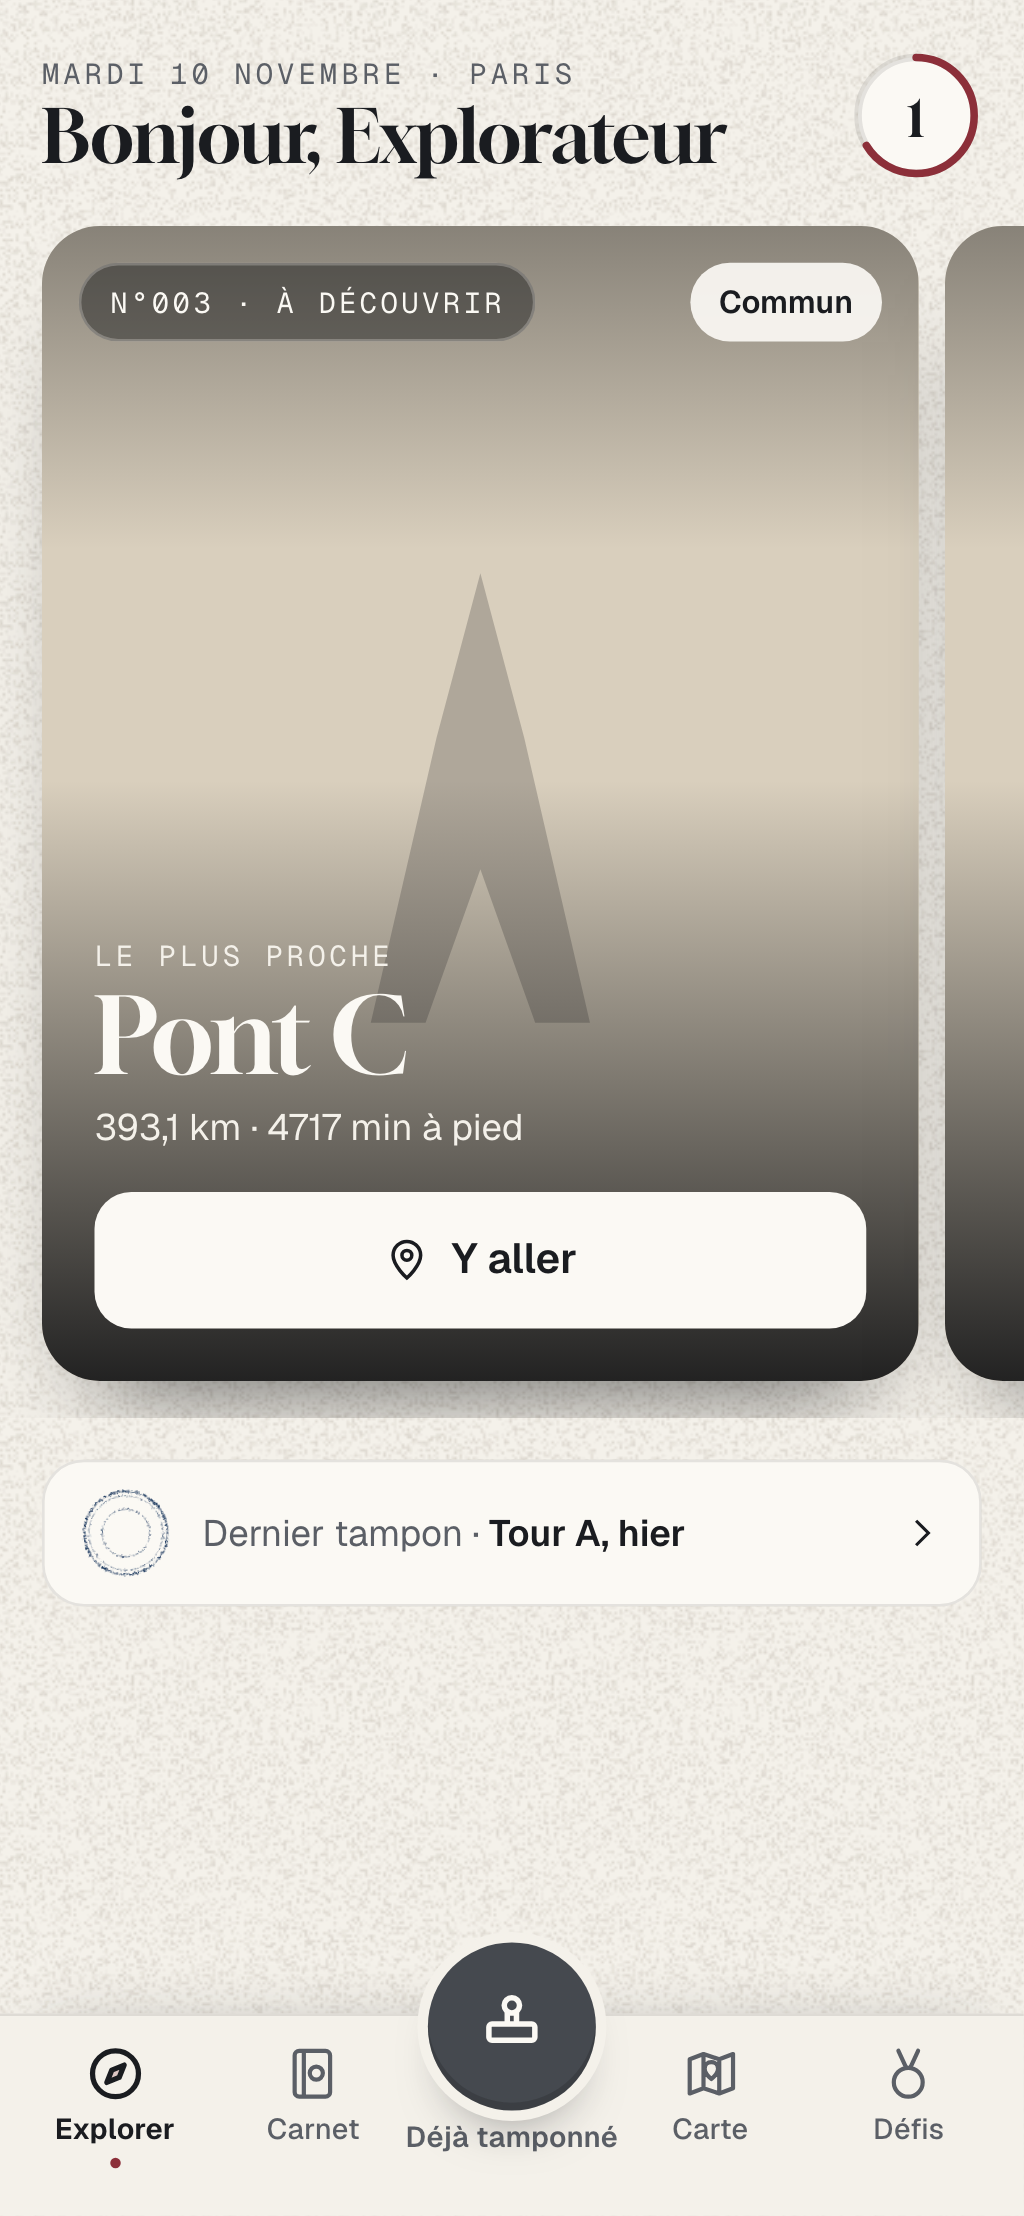 MARDI 10 NOVEMBRE · PARIS
Bonjour, Explorateur
1
N°003 · À DÉCOUVRIR
Commun
LE PLUS PROCHE
Pont C
393,1 km · 4717 min à pied
Y aller
Dernier tampon · Tour A, hier
Explorer
Carnet
Déjà tamponné
Carte
Défis